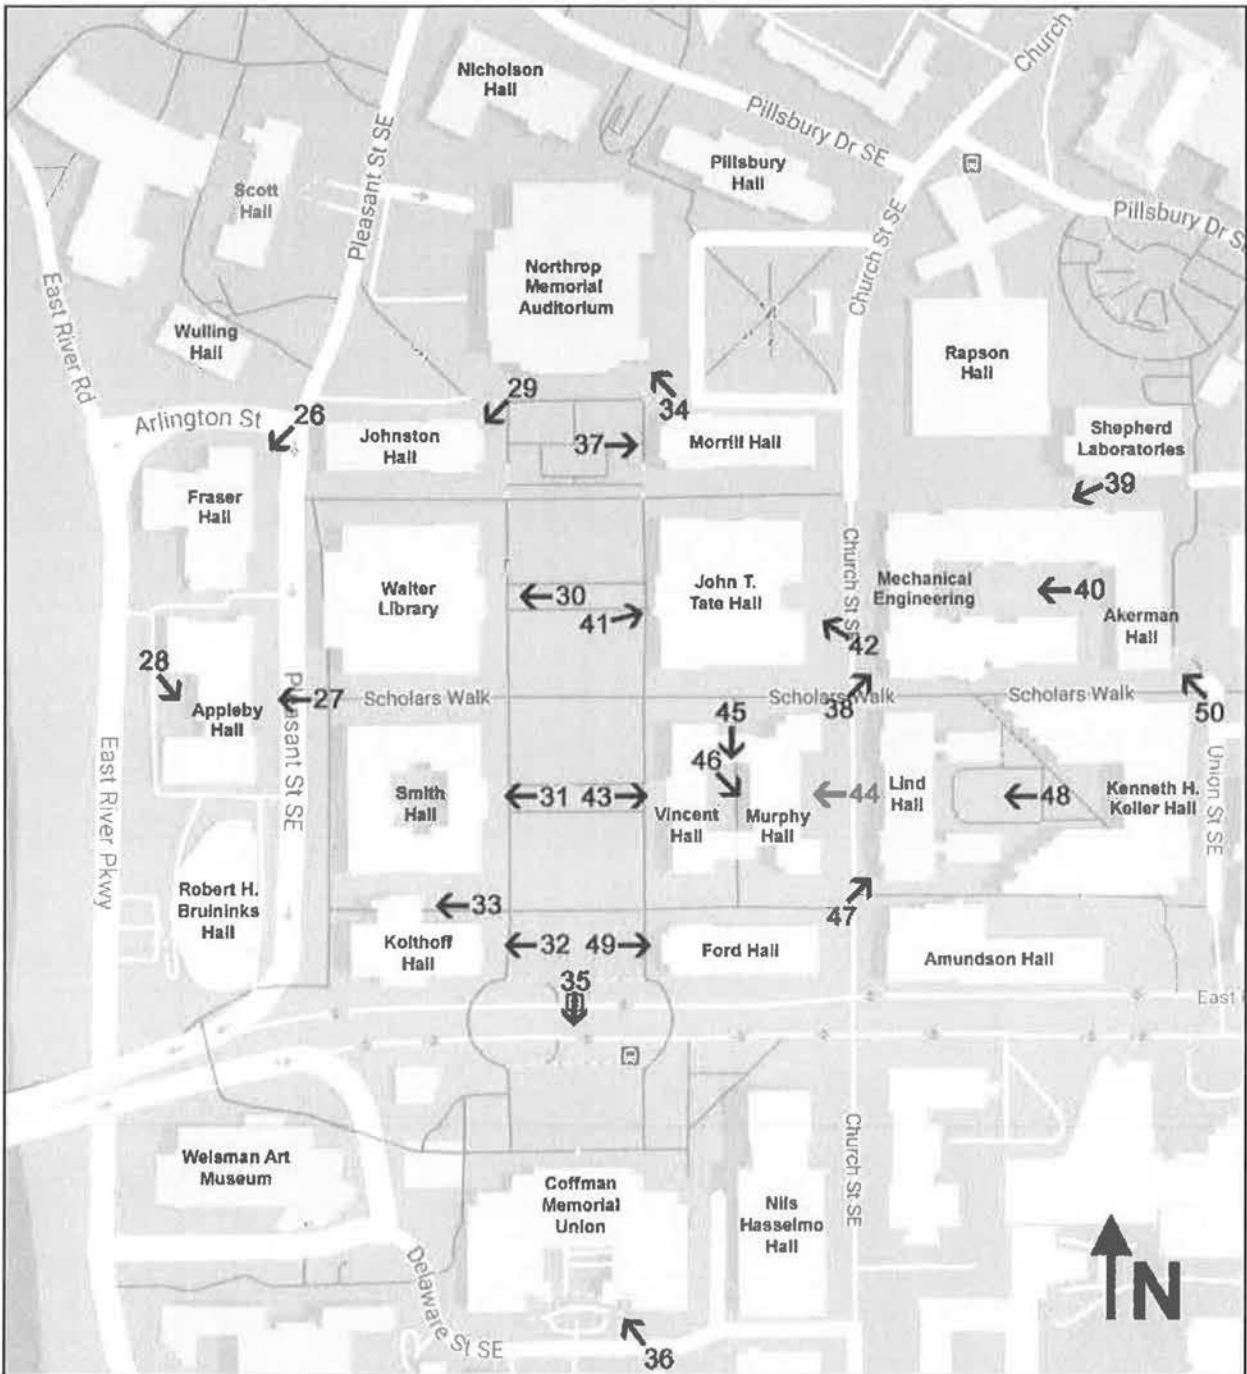 Church
Nicholson
Hall
Pillsbury Dr SE
Pleasant St SE
Pillsbury
Hall
Scott
Hall
Church St SE
Pillsbury Dr S
Northrop
Memorial
Auditorium
East River Rd
Wulling
Hall
Rapson
Hall
29
34
26
Arlington St
Johnston
Hall
37
Morrill Hall
Shepherd
Laboratories
39
Fraser
Hall
Church St S
Walter
Library
30
41
John T.
Tate Hall
Mechanical
Engineering
40
Akerman
Hall
42
28
27
Pleasant St SE
Appleby
Hall
Scholars Walk
Scholars Walk
Scholars Walk
38
45
46
50
East River Pkwy
Smith
Hall
31
43
Vincent
Hall
Murphy
Hall
44
Lind
Hall
48
Kenneth H.
Keller Hall
Union St SE
Robert H.
Bruininks
Hall
33
47
Kolthoff
Hall
32
49
Ford Hall
Amundson Hall
35
East
Weisman Art
Museum
Coffman
Memorial
Union
Nils
Hasselmo
Hall
Church St SE
Delaware St SE
36
N